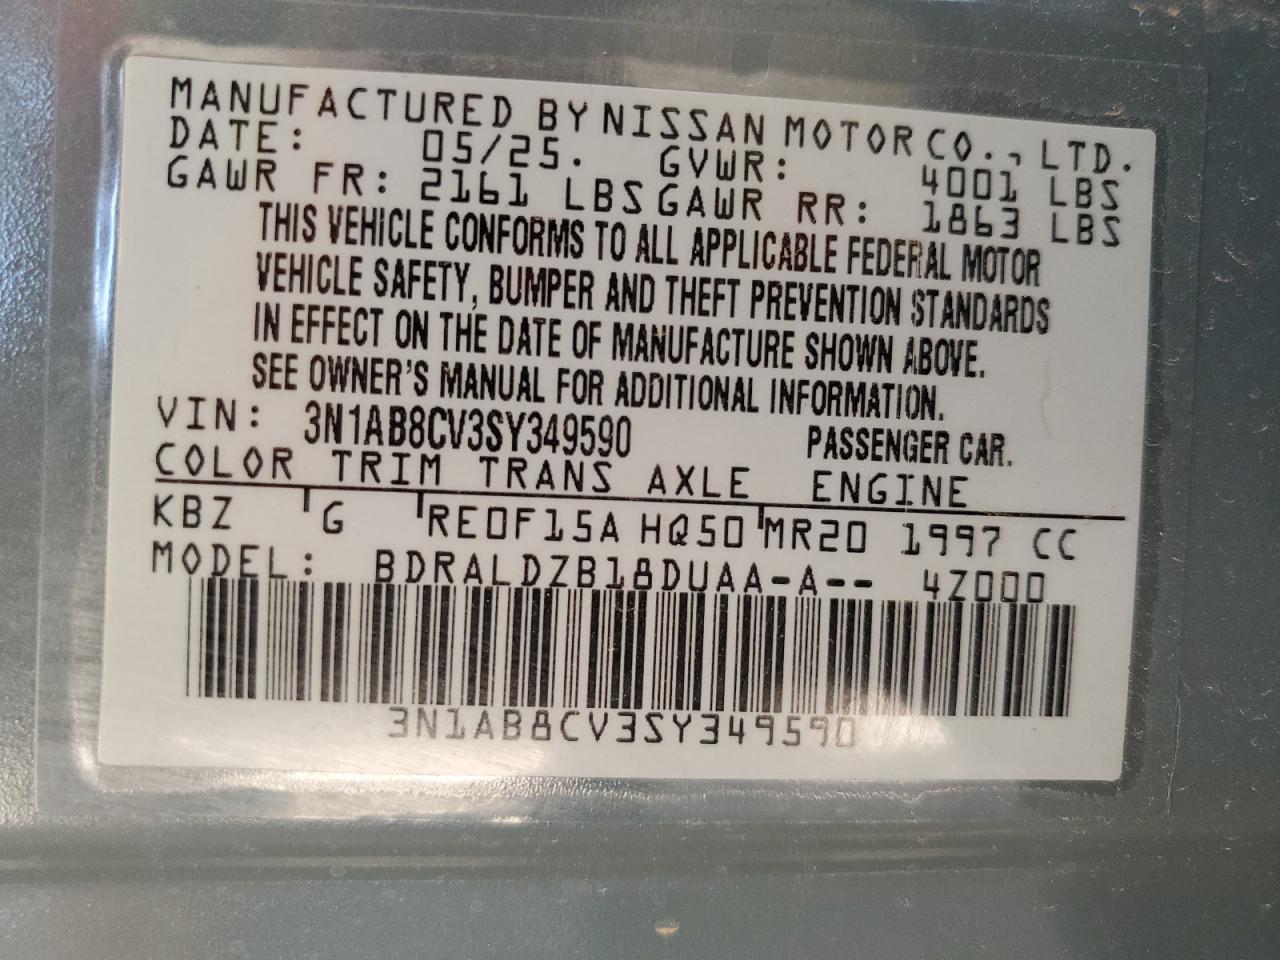 MANUFACTURED BY NISSAN MOTOR CO., LTD.
DATE: 05/25. GVWR: 4001 LBS
GAWR FR: 2161 LBS GAWR RR: 1863 LBS
THIS VEHICLE CONFORMS TO ALL APPLICABLE FEDERAL MOTOR
VEHICLE SAFETY, BUMPER AND THEFT PREVENTION STANDARDS
IN EFFECT ON THE DATE OF MANUFACTURE SHOWN ABOVE.
SEE OWNER'S MANUAL FOR ADDITIONAL INFORMATION.
VIN: 3N1AB8CV3SY349590 PASSENGER CAR.
COLOR TRIM TRANS AXLE ENGINE
KBZ G RE0F15A HQ50 MR20 1997 CC
MODEL: BDRALDZB18DUAA-A-- 4Z000
3N1AB8CV3SY349590